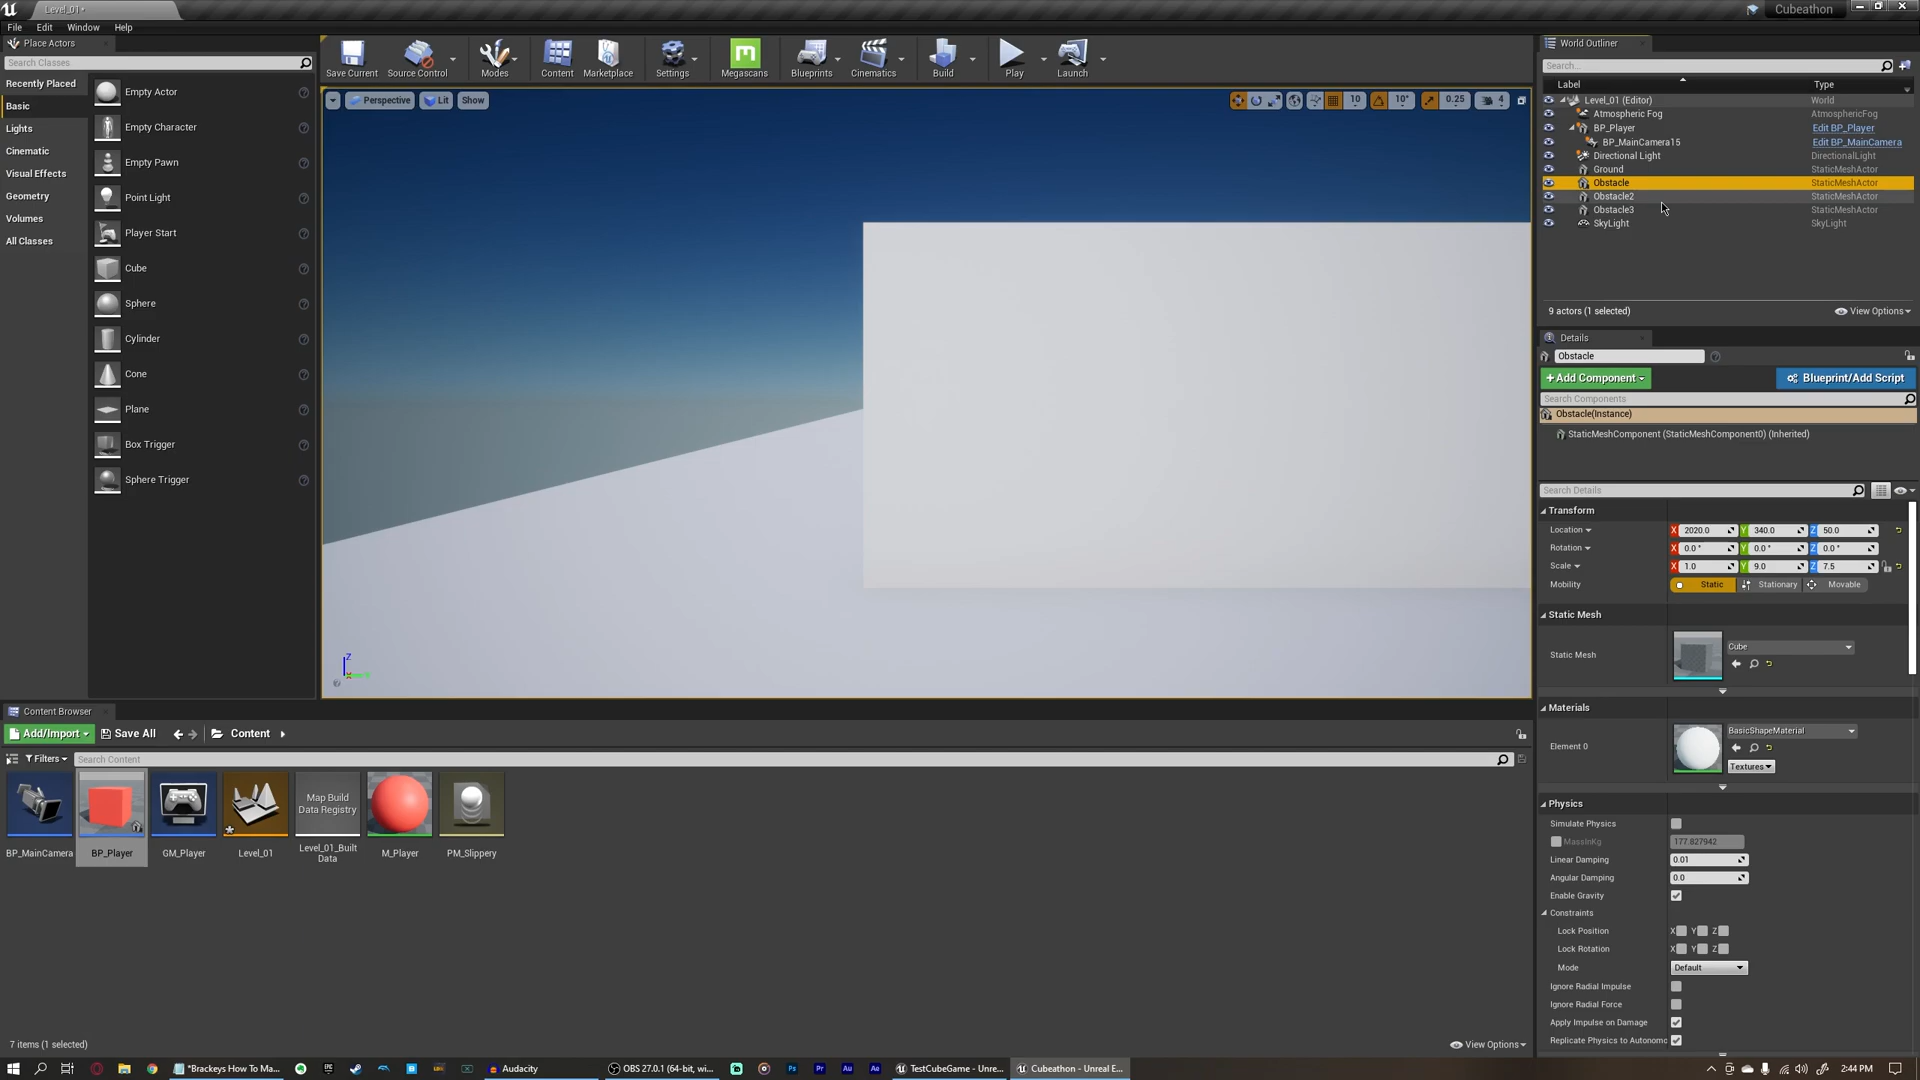 Level_01*
Cubeathon
File Edit Window Help
Place Actors
Search Classes
Recently Placed
Basic
Lights
Cinematic
Visual Effects
Geometry
Volumes
All Classes
Empty Actor
Empty Character
Empty Pawn
Point Light
Player Start
Cube
Sphere
Cylinder
Cone
Plane
Box Trigger
Sphere Trigger
Save Current Source Control Modes Content Marketplace Settings Megascans Blueprints Cinematics Build Play Launch
Perspective Lit Show
10 10° 0.25 4
Z
World Outliner
Search...
Label Type
Level_01 (Editor) World
Atmospheric Fog AtmosphericFog
BP_Player Edit BP_Player
BP_MainCamera15 Edit BP_MainCamera
Directional Light DirectionalLight
Ground StaticMeshActor
Obstacle StaticMeshActor
Obstacle2 StaticMeshActor
Obstacle3 StaticMeshActor
SkyLight SkyLight
9 actors (1 selected) View Options
Details
Obstacle
+Add Component Blueprint/Add Script
Search Components
Obstacle(Instance)
StaticMeshComponent (StaticMeshComponent0) (Inherited)
Search Details
Transform
Location X 2020.0 Y 340.0 Z 50.0
Rotation X 0.0 ° Y 0.0 ° Z 0.0 °
Scale X 1.0 Y 9.0 Z 7.5
Mobility Static Stationary Movable
Static Mesh
Static Mesh Cube
Materials
Element 0 BasicShapeMaterial
Textures
Physics
Simulate Physics
MassInKg 177.827942
Linear Damping 0.01
Angular Damping 0.0
Enable Gravity
Constraints
Lock Position X Y Z
Lock Rotation X Y Z
Mode Default
Ignore Radial Impulse
Ignore Radial Force
Apply Impulse on Damage
Replicate Physics to Autonomo
Content Browser
Add/Import Save All Content
Filters Search Content
BP_MainCamera
BP_Player
GM_Player
Level_01
Map Build
Data Registry
Level_01_Built
Data
M_Player
PM_Slippery
7 items (1 selected) View Options
*Brackeys How To Ma... Ps Pr Au Ae Audacity OBS 27.0.1 (64-bit, wi... TestCubeGame - Unre... Cubeathon - Unreal E... 2:44 PM